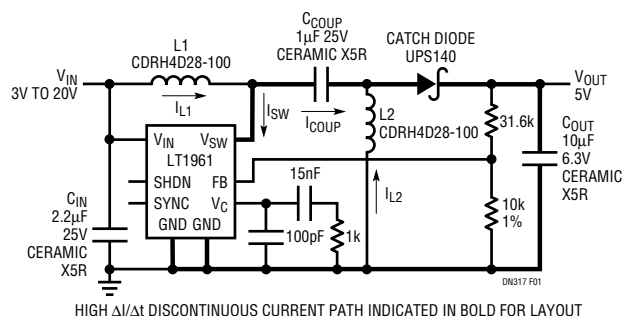 C_COUP
1µF 25V
CERAMIC X5R
L1
CDRH4D28-100
CATCH DIODE
UPS140
V_IN
3V TO 20V
V_OUT
5V
I_L1
I_SW
I_COUP
L2
CDRH4D28-100
31.6k
C_OUT
10µF
6.3V
CERAMIC
X5R
V_IN
V_SW
LT1961
SHDN
FB
SYNC
V_C
GND GND
15nF
I_L2
C_IN
2.2µF
25V
CERAMIC
X5R
100pF
1k
10k
1%
DN317 F01
HIGH ∆I/∆t DISCONTINUOUS CURRENT PATH INDICATED IN BOLD FOR LAYOUT